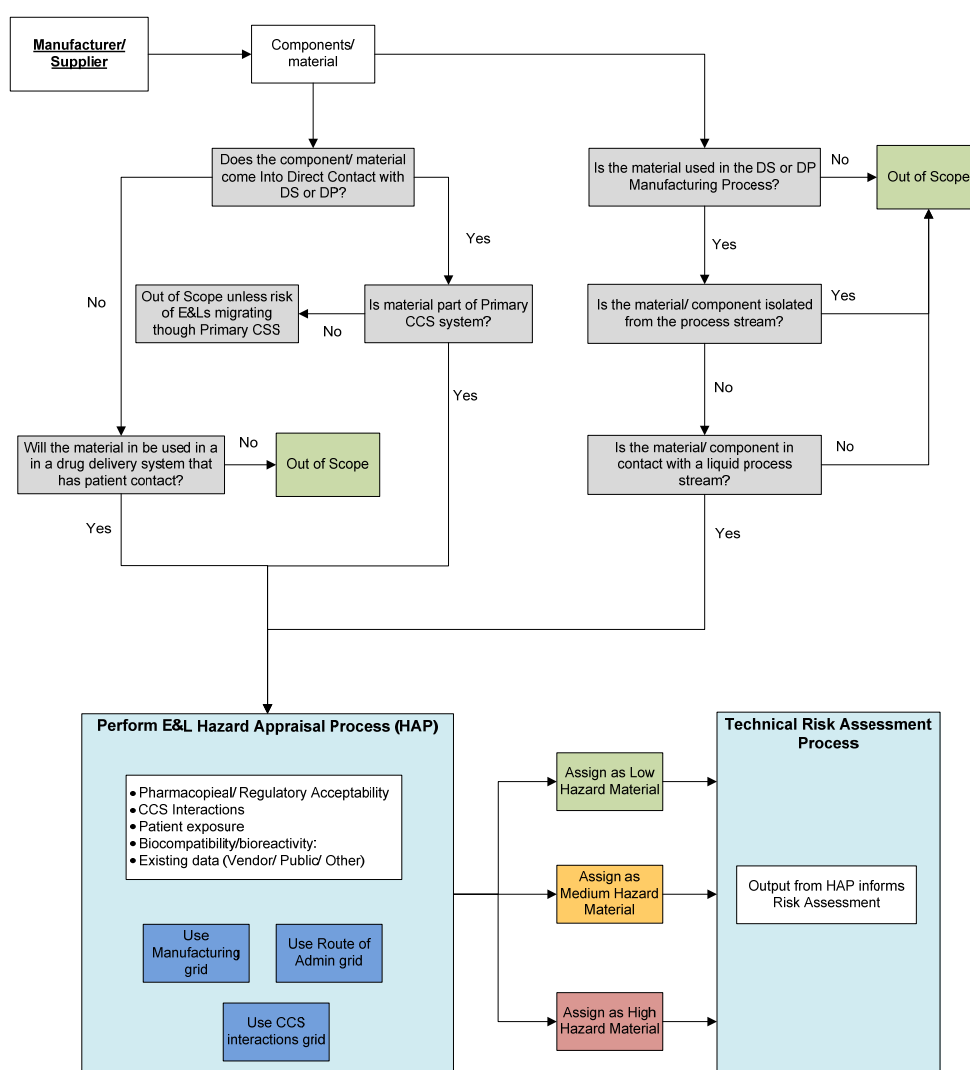 Manufacturer/
Supplier
Components/
material
Does the component/ material
come Into Direct Contact with
DS or DP?
Is the material used in the DS or DP
Manufacturing Process?
No
Out of Scope
Yes
Yes
No
Out of Scope unless risk
of E&Ls migrating
though Primary CSS
No
Is material part of Primary
CCS system?
Is the material/ component isolated
from the process stream?
Yes
Yes
No
Will the material in be used in a
in a drug delivery system that
has patient contact?
No
Out of Scope
Is the material/ component in
contact with a liquid process
stream?
No
Yes
Yes
Perform E&L Hazard Appraisal Process (HAP)
• Pharmacopieal/ Regulatory Acceptability
• CCS Interactions
• Patient exposure
• Biocompatibility/bioreactivity:
• Existing data (Vendor/ Public/ Other)
Use
Manufacturing
grid
Use Route of
Admin grid
Use CCS
interactions grid
Assign as Low
Hazard Material
Assign as
Medium Hazard
Material
Assign as High
Hazard Material
Technical Risk Assessment
Process
Output from HAP informs
Risk Assessment